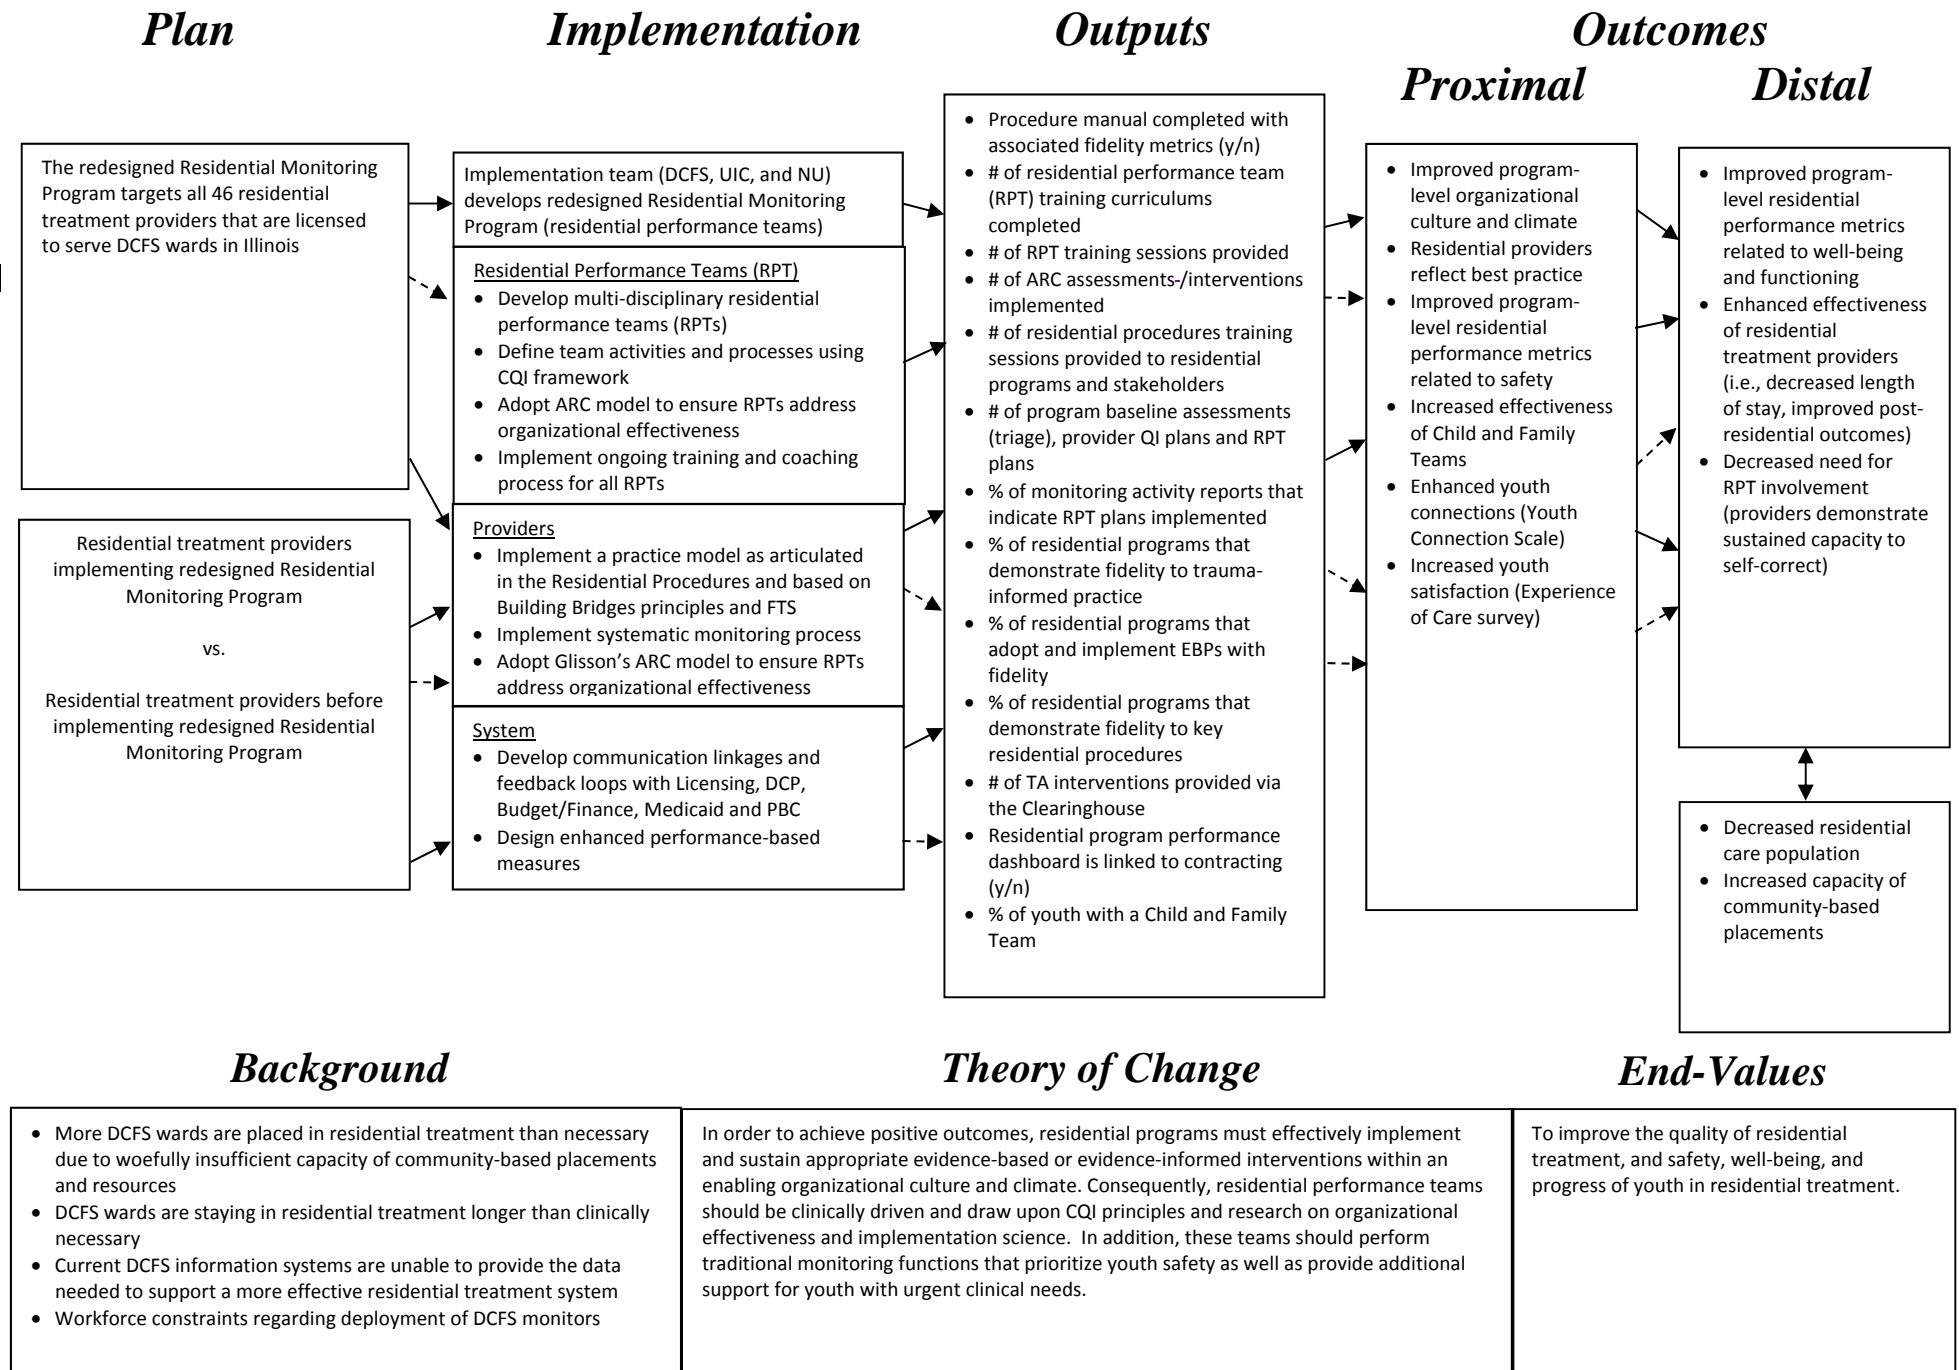 Plan
Implementation
Outputs
Outcomes
Proximal
Distal
The redesigned Residential Monitoring
Program targets all 46 residential
treatment providers that are licensed
to serve DCFS wards in Illinois
Residential treatment providers
implementing redesigned Residential
Monitoring Program
vs.
Residential treatment providers before
implementing redesigned Residential
Monitoring Program
Implementation team (DCFS, UIC, and NU)
develops redesigned Residential Monitoring
Program (residential performance teams)
Residential Performance Teams (RPT)
• Develop multi-disciplinary residential
performance teams (RPTs)
• Define team activities and processes using
CQI framework
• Adopt ARC model to ensure RPTs address
organizational effectiveness
• Implement ongoing training and coaching
process for all RPTs
Providers
• Implement a practice model as articulated
in the Residential Procedures and based on
Building Bridges principles and FTS
• Implement systematic monitoring process
• Adopt Glisson's ARC model to ensure RPTs
address organizational effectiveness
System
• Develop communication linkages and
feedback loops with Licensing, DCP,
Budget/Finance, Medicaid and PBC
• Design enhanced performance-based
measures
• Procedure manual completed with
associated fidelity metrics (y/n)
• # of residential performance team
(RPT) training curriculums
completed
• # of RPT training sessions provided
• # of ARC assessments-/interventions
implemented
• # of residential procedures training
sessions provided to residential
programs and stakeholders
• # of program baseline assessments
(triage), provider QI plans and RPT
plans
• % of monitoring activity reports that
indicate RPT plans implemented
• % of residential programs that
demonstrate fidelity to trauma-
informed practice
• % of residential programs that
adopt and implement EBPs with
fidelity
• % of residential programs that
demonstrate fidelity to key
residential procedures
• # of TA interventions provided via
the Clearinghouse
• Residential program performance
dashboard is linked to contracting
(y/n)
• % of youth with a Child and Family
Team
• Improved program-
level organizational
culture and climate
• Residential providers
reflect best practice
• Improved program-
level residential
performance metrics
related to safety
• Increased effectiveness
of Child and Family
Teams
• Enhanced youth
connections (Youth
Connection Scale)
• Increased youth
satisfaction (Experience
of Care survey)
• Improved program-
level residential
performance metrics
related to well-being
and functioning
• Enhanced effectiveness
of residential
treatment providers
(i.e., decreased length
of stay, improved post-
residential outcomes)
• Decreased need for
RPT involvement
(providers demonstrate
sustained capacity to
self-correct)
• Decreased residential
care population
• Increased capacity of
community-based
placements
Background
• More DCFS wards are placed in residential treatment than necessary
due to woefully insufficient capacity of community-based placements
and resources
• DCFS wards are staying in residential treatment longer than clinically
necessary
• Current DCFS information systems are unable to provide the data
needed to support a more effective residential treatment system
• Workforce constraints regarding deployment of DCFS monitors
Theory of Change
In order to achieve positive outcomes, residential programs must effectively implement
and sustain appropriate evidence-based or evidence-informed interventions within an
enabling organizational culture and climate. Consequently, residential performance teams
should be clinically driven and draw upon CQI principles and research on organizational
effectiveness and implementation science. In addition, these teams should perform
traditional monitoring functions that prioritize youth safety as well as provide additional
support for youth with urgent clinical needs.
End-Values
To improve the quality of residential
treatment, and safety, well-being, and
progress of youth in residential treatment.